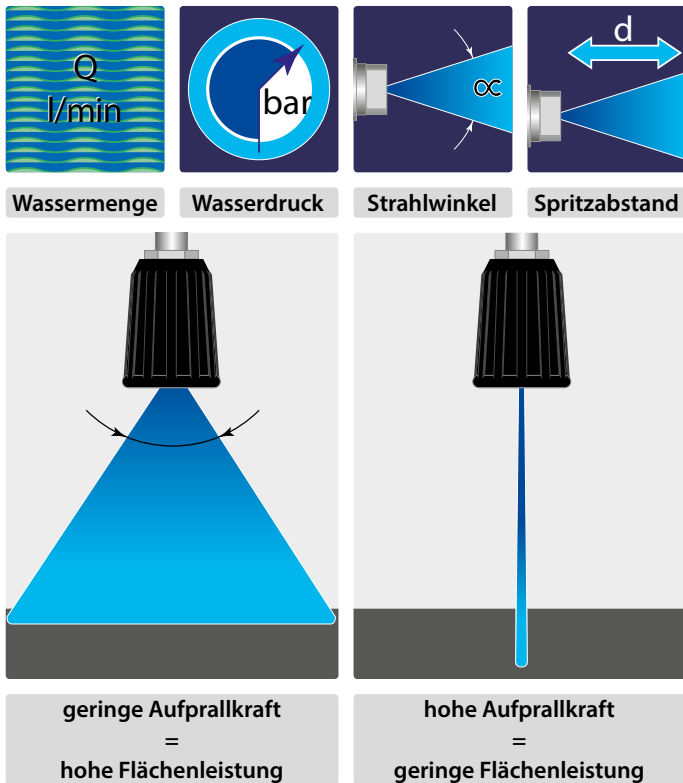 Q
l/min
bar
∝
d
Wassermenge
Wasserdruck
Strahlwinkel
Spritzabstand
geringe Aufprallkraft
=
hohe Flächenleistung
hohe Aufprallkraft
=
geringe Flächenleistung